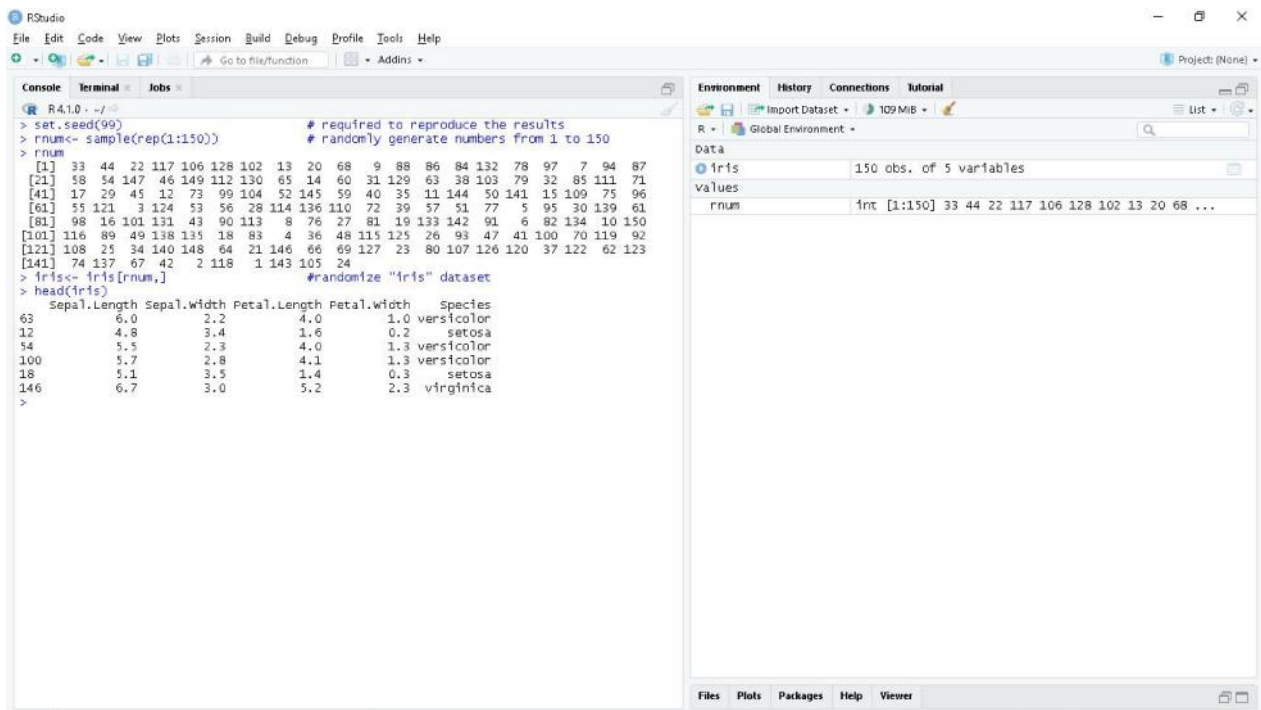 RStudio
File Edit Code View Plots Session Build Debug Profile Tools Help
Go to file/function Addins Project: (None)
Console Terminal Jobs
R 4.1.0 · ~/
> set.seed(99) # required to reproduce the results
> rnum<- sample(rep(1:150)) # randomly generate numbers from 1 to 150
> rnum
[1] 33 44 22 117 106 128 102 13 20 68 9 88 86 84 132 78 97 7 94 87
[21] 58 54 147 46 149 112 130 65 14 60 31 129 63 38 103 79 32 85 111 71
[41] 17 29 45 12 73 99 104 52 145 59 40 35 11 144 50 141 15 109 75 96
[61] 55 121 3 124 53 56 28 114 136 110 72 39 57 51 77 5 95 30 139 61
[81] 98 16 101 131 43 90 113 8 76 27 81 19 133 142 91 6 82 134 10 150
[101] 116 89 49 138 135 18 83 4 36 48 115 125 26 93 47 41 100 70 119 92
[121] 108 25 34 140 148 64 21 146 66 69 127 23 80 107 126 120 37 122 62 123
[141] 74 137 67 42 2 118 1 143 105 24
> iris<- iris[rnum,] #randomize "iris" dataset
> head(iris)
Sepal.Length Sepal.Width Petal.Length Petal.Width Species
63 6.0 2.2 4.0 1.0 versicolor
12 4.8 3.4 1.6 0.2 setosa
54 5.5 2.3 4.0 1.3 versicolor
100 5.7 2.8 4.1 1.3 versicolor
18 5.1 3.5 1.4 0.3 setosa
146 6.7 3.0 5.2 2.3 virginica
>
Environment History Connections Tutorial
Import Dataset 109 MiB List
R Global Environment
Data
iris 150 obs. of 5 variables
Values
rnum int [1:150] 33 44 22 117 106 128 102 13 20 68 ...
Files Plots Packages Help Viewer